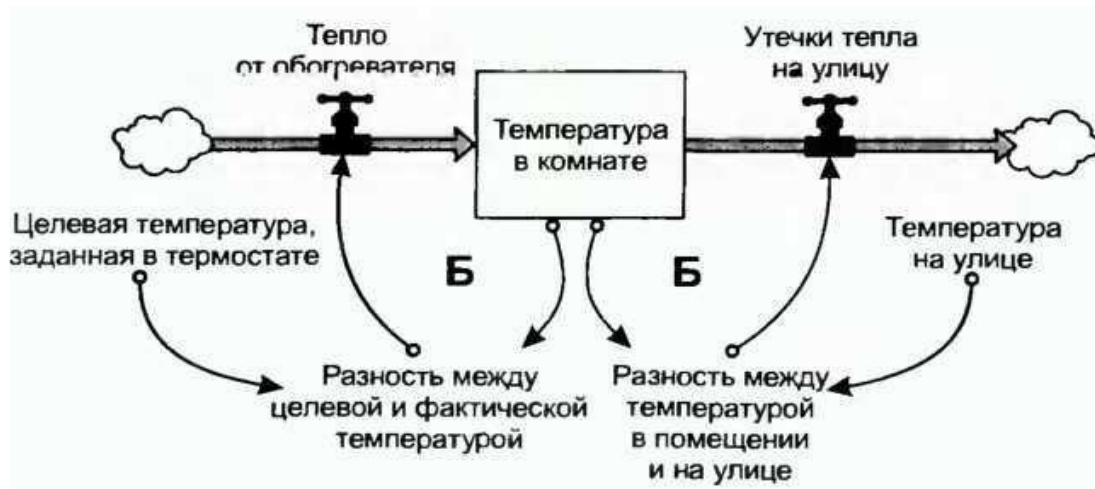 Тепло
от обогревателя
Утечки тепла
на улицу
Температура
в комнате
Целевая температура,
заданная в термостате
Б
Б
Температура
на улице
Разность между
целевой и фактической
температурой
Разность между
температурой
в помещении
и на улице